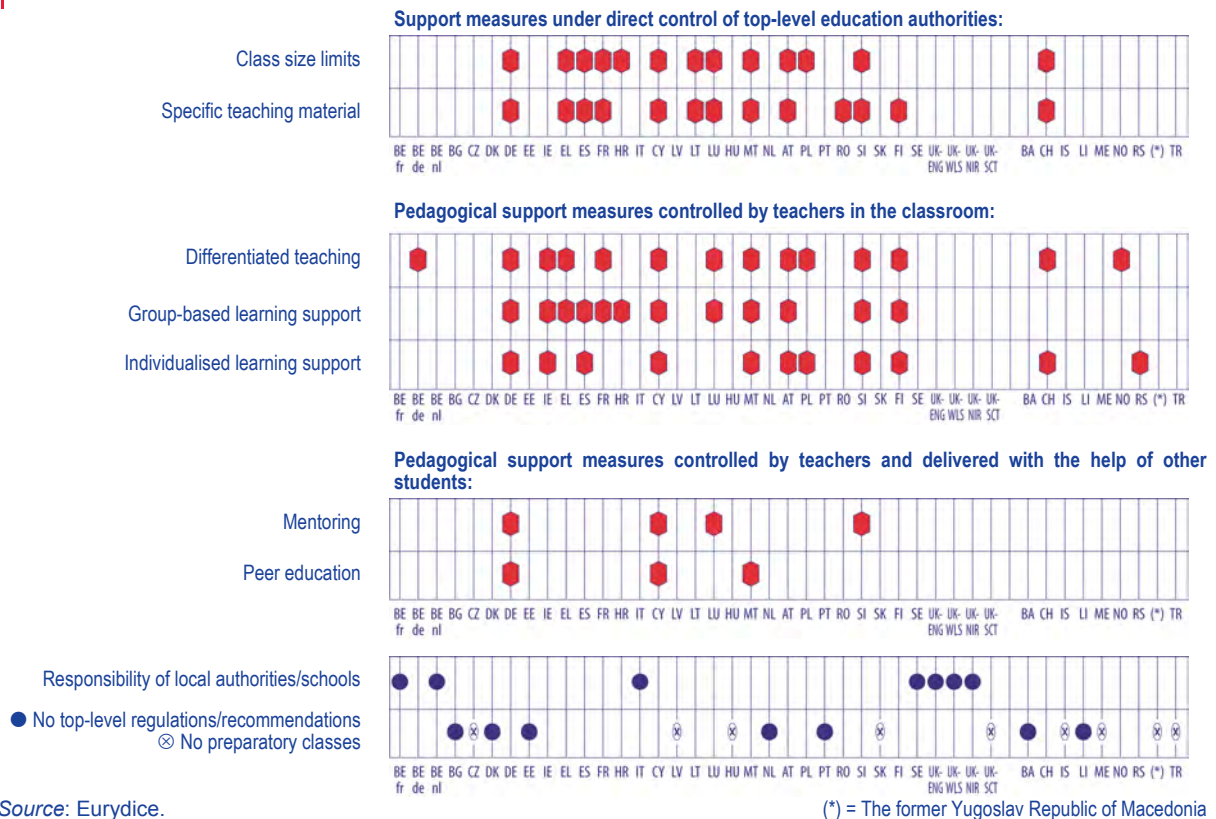 Support measures under direct control of top-level education authorities:
Class size limits
Specific teaching material
BE BE BE BG CZ DK DE EE IE EL ES FR HR IT CY LV LT LU HU MT NL AT PL PT RO SI SK FI SE UK- UK- UK- UK- BA CH IS LI ME NO RS (*) TR
fr de nl ENG WLS NIR SCT
Pedagogical support measures controlled by teachers in the classroom:
Differentiated teaching
Group-based learning support
Individualised learning support
BE BE BE BG CZ DK DE EE IE EL ES FR HR IT CY LV LT LU HU MT NL AT PL PT RO SI SK FI SE UK- UK- UK- UK- BA CH IS LI ME NO RS (*) TR
fr de nl ENG WLS NIR SCT
Pedagogical support measures controlled by teachers and delivered with the help of other
students:
Mentoring
Peer education
BE BE BE BG CZ DK DE EE IE EL ES FR HR IT CY LV LT LU HU MT NL AT PL PT RO SI SK FI SE UK- UK- UK- UK- BA CH IS LI ME NO RS (*) TR
fr de nl ENG WLS NIR SCT
Responsibility of local authorities/schools
● No top-level regulations/recommendations
⊗ No preparatory classes
BE BE BE BG CZ DK DE EE IE EL ES FR HR IT CY LV LT LU HU MT NL AT PL PT RO SI SK FI SE UK- UK- UK- UK- BA CH IS LI ME NO RS (*) TR
fr de nl ENG WLS NIR SCT
Source: Eurydice.
(*) = The former Yugoslav Republic of Macedonia